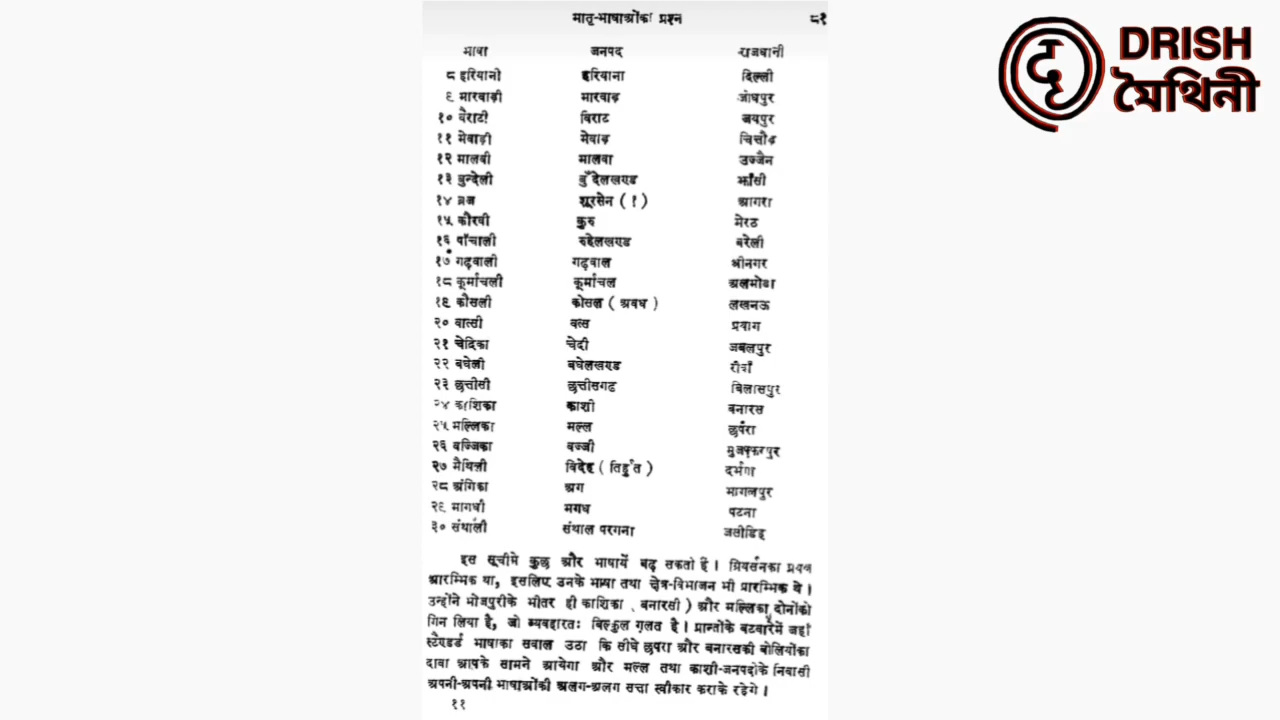 मातृ-भाषाओंका प्रश्न ८१
भाषा जनपद राजधानी
८ हरियानी हरियाना दिल्ली
९ मारवाड़ी मारवाड़ जोधपुर
१० वैराटी विराट जयपुर
११ मेवाड़ी मेवाड़ चित्तौड़
१२ मालवी मालवा उज्जैन
१३ बुन्देली बुँदेलखण्ड झाँसी
१४ ब्रज शूरसेन (१) आगरा
१५ कौरवी कुरु मेरठ
१६ पांचाली रुहेलखण्ड बरेली
१७ गढ़वाली गढ़वाल श्रीनगर
१८ कूर्मांचली कूर्मांचल अलमोड़ा
१९ कौसली कोसल (अवध) लखनऊ
२० वात्सी वत्स प्रयाग
२१ चेदिका चेदी जबलपुर
२२ बघेली बघेलखण्ड रीवाँ
२३ छत्तीसी छत्तीसगढ़ बिलासपुर
२४ काशिका काशी बनारस
२५ मल्लिका मल्ल छपरा
२६ वज्जिका वज्जी मुजफ्फरपुर
२७ मैथिली विदेह (तिर्हुत) दर्भगा
२८ अंगिका अग भागलपुर
२९ मागधी मगध पटना
३० संथाली संथाल परगना जसीडिह
इस सूचीमे कुछ और भाषायें बढ़ सकती हैं। ग्रियर्सनका प्रयत्न
आरम्भिक था, इसलिए उनके भाषा तथा क्षेत्र-विभाजन भी प्रारम्भिक थे।
उन्होंने भोजपुरीके भीतर ही काशिका (बनारसी) और मल्लिका दोनोंको
गिन लिया है, जो व्यवहारतः बिल्कुल ग़लत है। प्रान्तोंके बटवारेमें जहाँ
स्टैण्डर्ड भाषाका सवाल उठा कि सीधे छपरा और बनारसकी बोलियोंका
दावा आपके सामने आयेगा और मल्ल तथा काशी-जनपदोंके निवासी
अपनी-अपनी भाषाओंकी अलग-अलग सत्ता स्वीकार कराके रहेगे।
११
DRISH
মৈথিনী